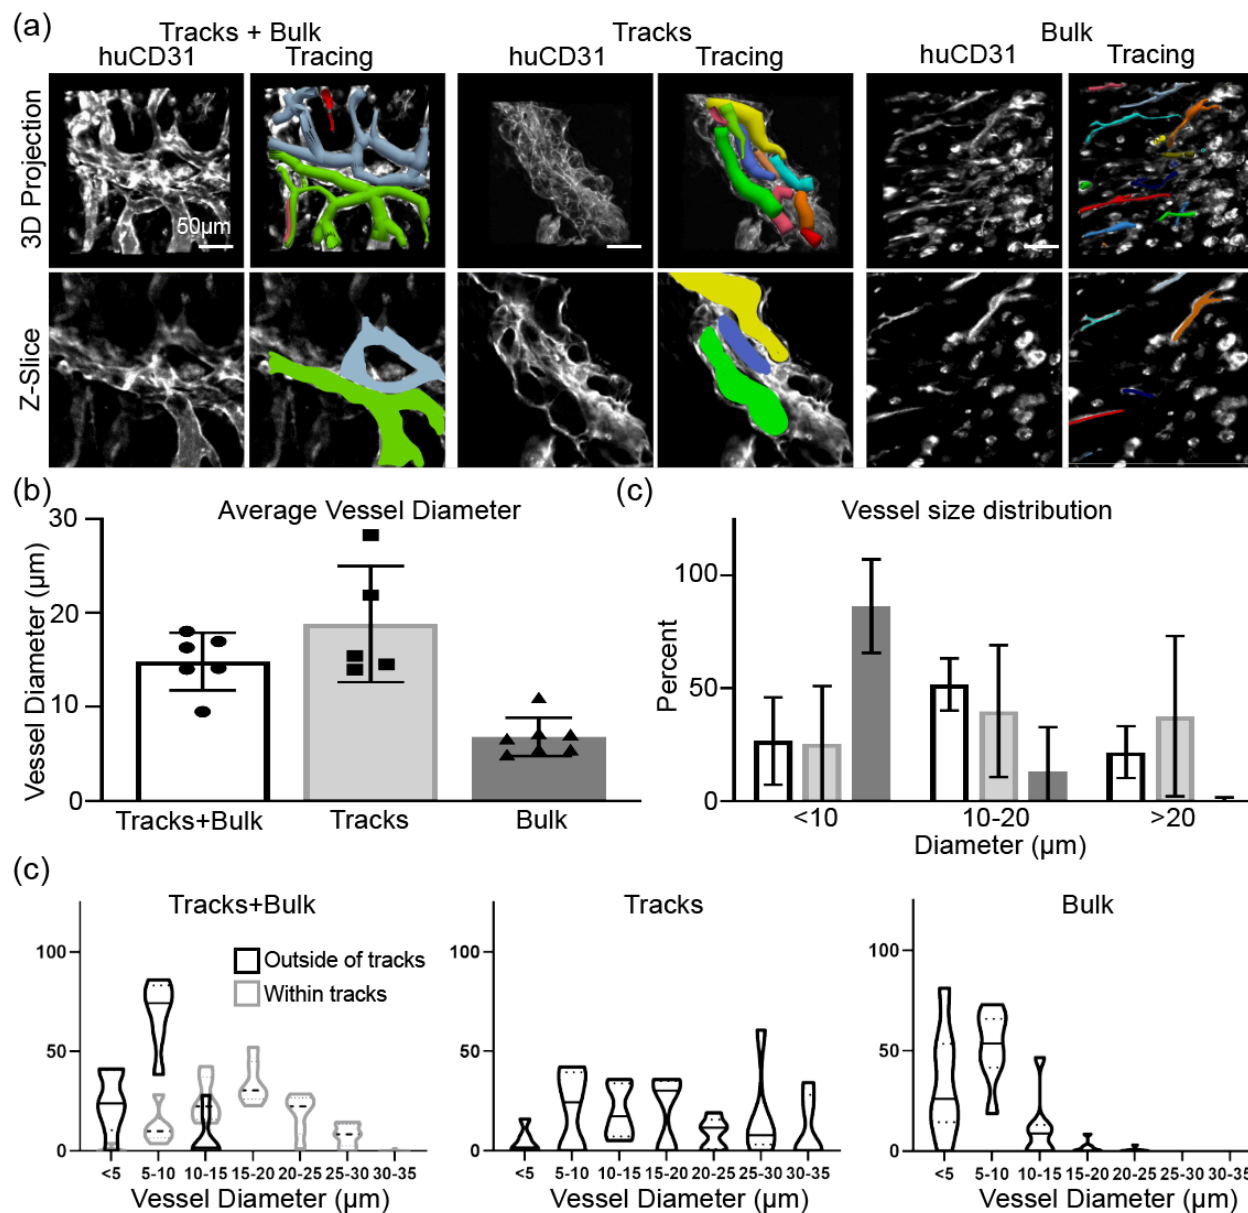 (a)
Tracks + Bulk
Tracks
Bulk
huCD31 Tracing huCD31 Tracing huCD31 Tracing
3D Projection
50µm
Z-Slice
(b)
Average Vessel Diameter
Vessel Diameter (µm)
30
20
10
0
Tracks+Bulk Tracks Bulk
(c)
Vessel size distribution
Percent
100
50
0
<10 10-20 >20
Diameter (µm)
(c)
Tracks+Bulk
100
50
0
Outside of tracks
Within tracks
<5 5-10 10-15 15-20 20-25 25-30 30-35
Vessel Diameter (µm)
Tracks
100
50
0
<5 5-10 10-15 15-20 20-25 25-30 30-35
Vessel Diameter (µm)
Bulk
100
50
0
<5 5-10 10-15 15-20 20-25 25-30 30-35
Vessel Diameter (µm)